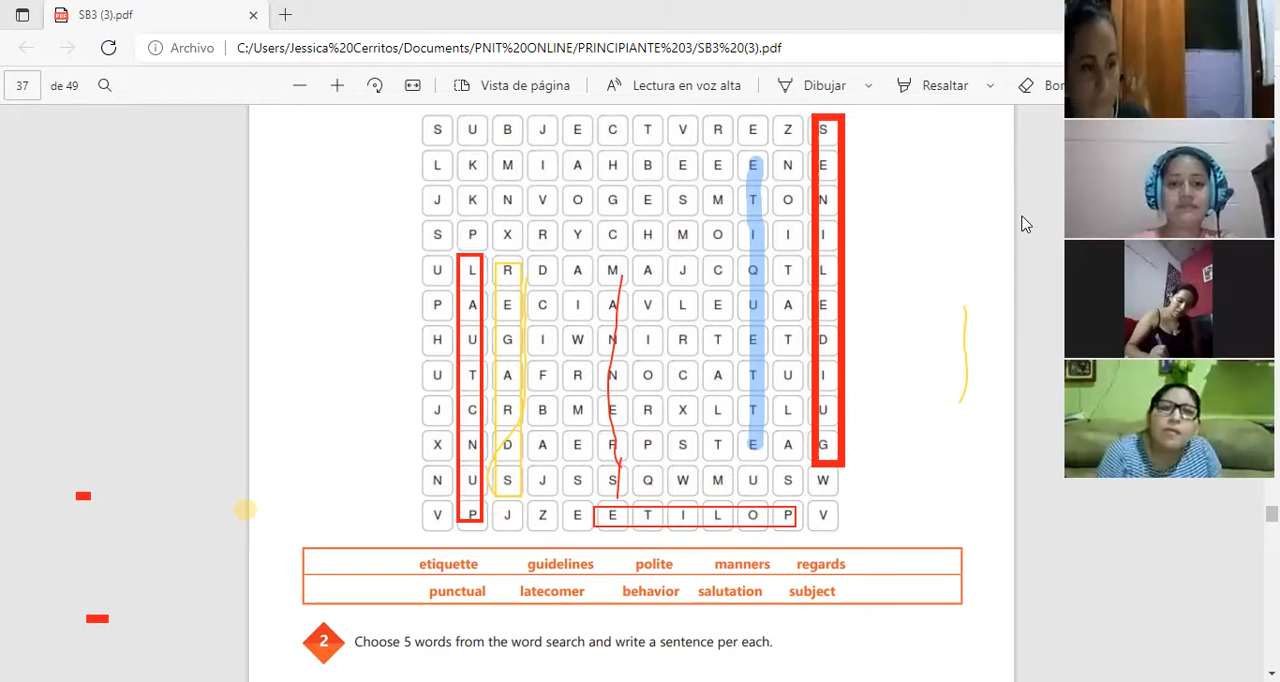 SB3 (3).pdf
Archivo C:/Users/Jessica%20Cerritos/Documents/PNIT%20ONLINE/PRINCIPIANTE%203/SB3%20(3).pdf
37 de 49 Vista de página Lectura en voz alta Dibujar Resaltar Bor
S U B J E C T V R E Z S
L K M I A H B E E E N E
J K N V O G E S M T O N
S P X R Y C H M O I I I
U L R D A M A J C Q T L
P A E C I A V L E U A E
H U G I W N I R T E T D
U T A F R N O C A T U I
J C R B M E R X L T L U
X N D A E R P S T E A G
N U S J S S Q W M U S W
V P J Z E E T I L O P V
etiquette guidelines polite manners regards
punctual latecomer behavior salutation subject
2 Choose 5 words from the word search and write a sentence per each.